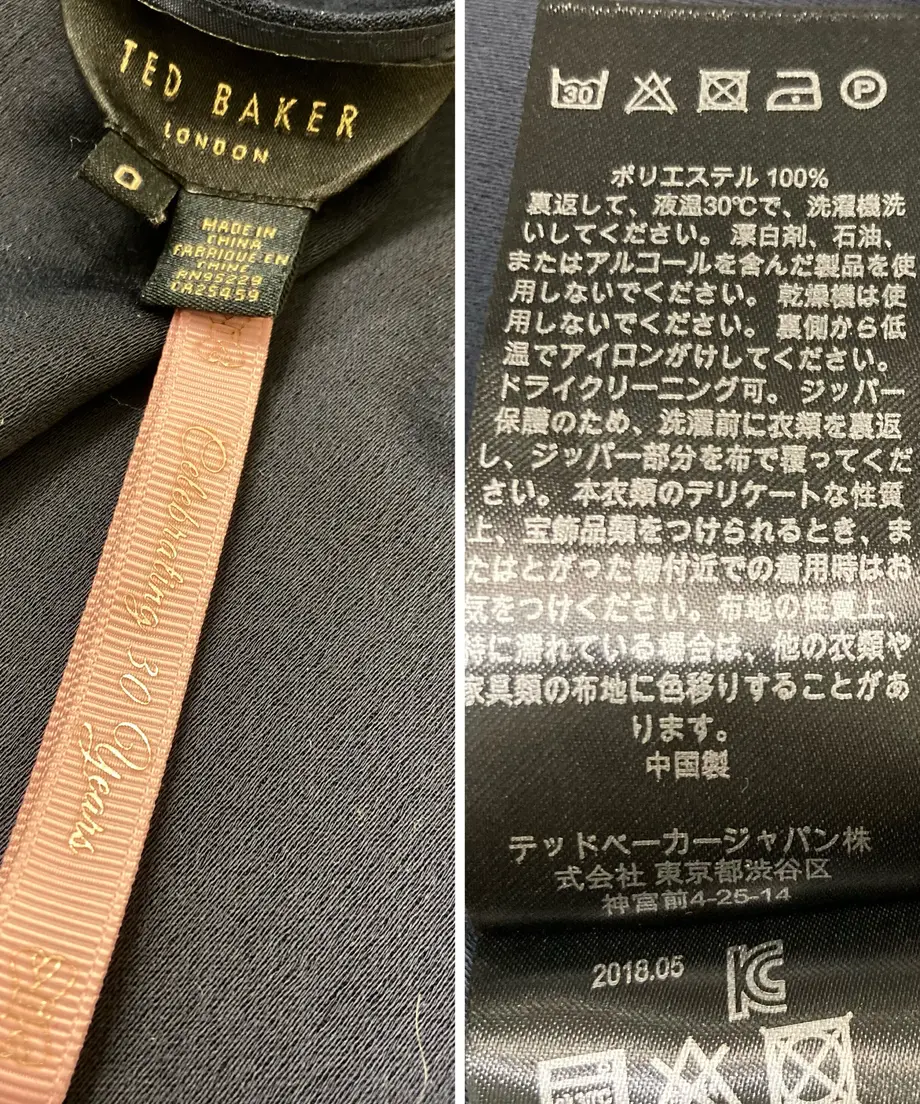 TED BAKER
LONDON
0
MADE IN
CHINA
FABRIQUE EN
CHINE
RN95229
CA25459
Celebrating 30 Years
30
P
ポリエステル 100%
裏返して、液温30℃で、洗濯機洗
いしてください。 漂白剤、石油、
またはアルコールを含んだ製品を使
用しないでください。 乾燥機は使
用しないでください。 裏側から低
温でアイロンがけしてください。
ドライクリーニング可。 ジッパー
保護のため、洗濯前に衣類を裏返
し、ジッパー部分を布で覆ってくだ
さい。 本衣類のデリケートな性質
上、宝飾品類をつけられるとき、ま
たはとがった物付近での着用時はお
気をつけください。布地の性質上、
特に濡れている場合は、他の衣類や
家具類の布地に色移りすることがあ
ります。
中国製
テッドベーカージャパン株
式会社 東京都渋谷区
神宮前4-25-14
2018.05